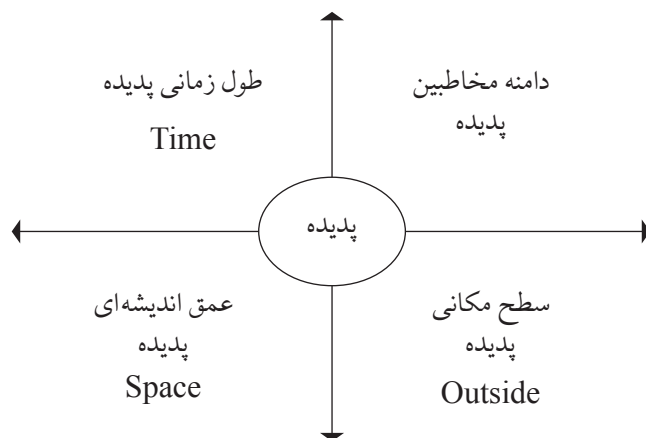 دامنه مخاطبین
پدیده
طول زمانی پدیده
Time
پدیده
سطح مکانی
پدیده
Outside
عمق اندیشه‌ای
پدیده
Space